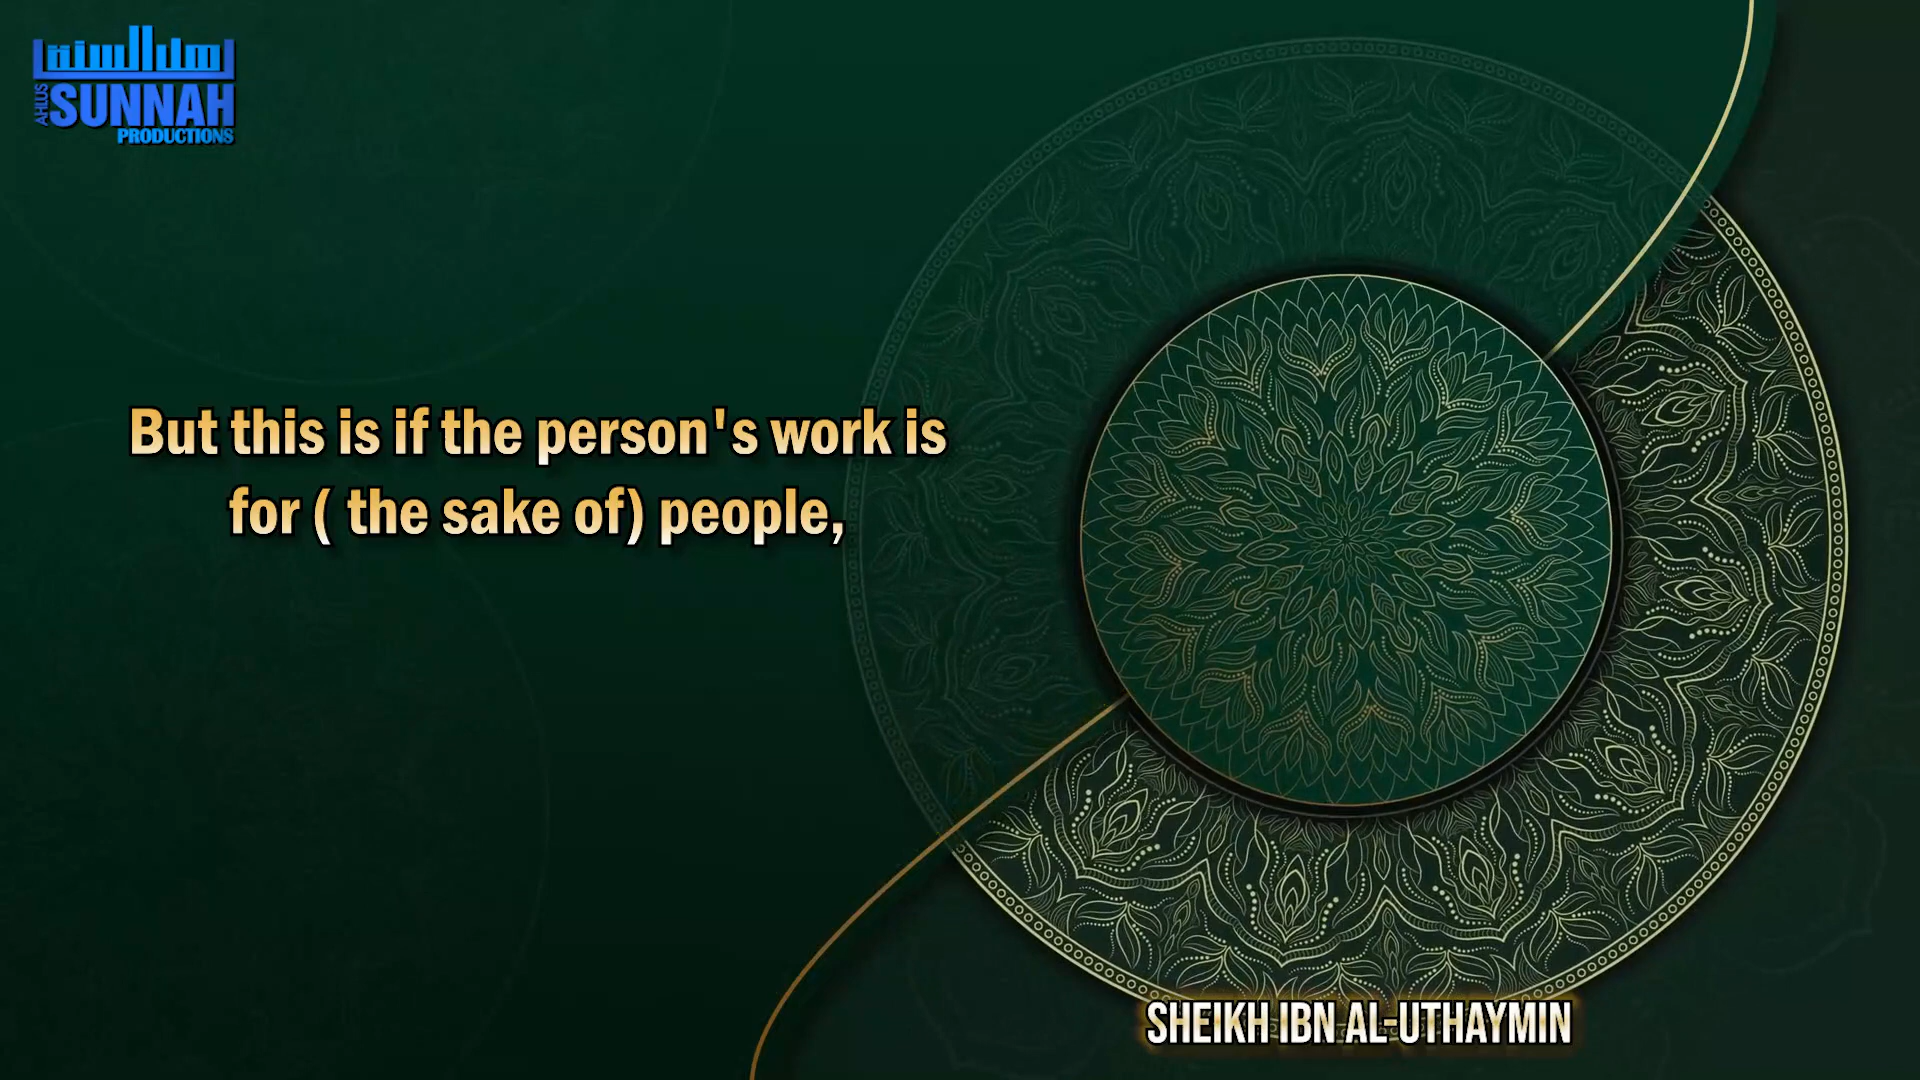 اهل السنة
AHLUS
SUNNAH
PRODUCTIONS
But this is if the person's work is
for ( the sake of) people,
SHEIKH IBN AL-UTHAYMIN